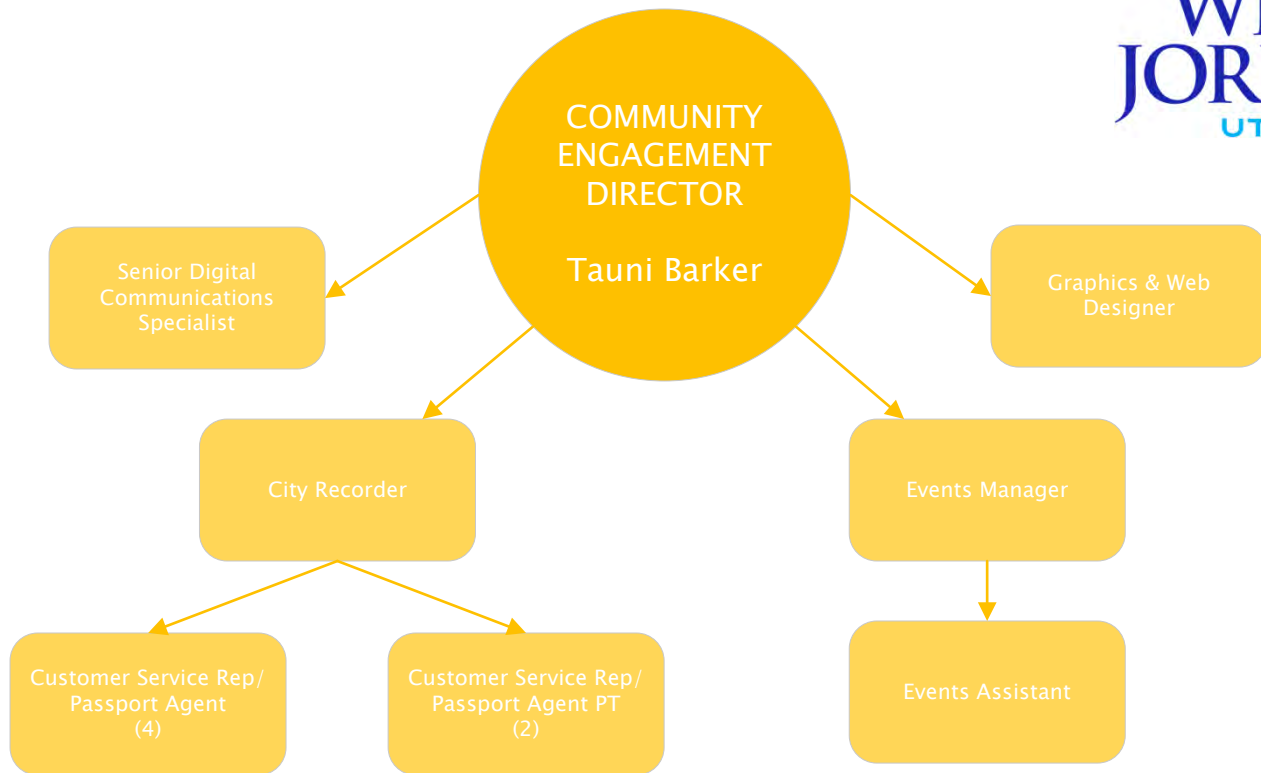 COMMUNITY
ENGAGEMENT
DIRECTOR
Tauni Barker
Senior Digital
Communications
Specialist
Graphics & Web
Designer
City Recorder
Events Manager
Customer Service Rep/
Passport Agent
(4)
Customer Service Rep/
Passport Agent PT
(2)
Events Assistant